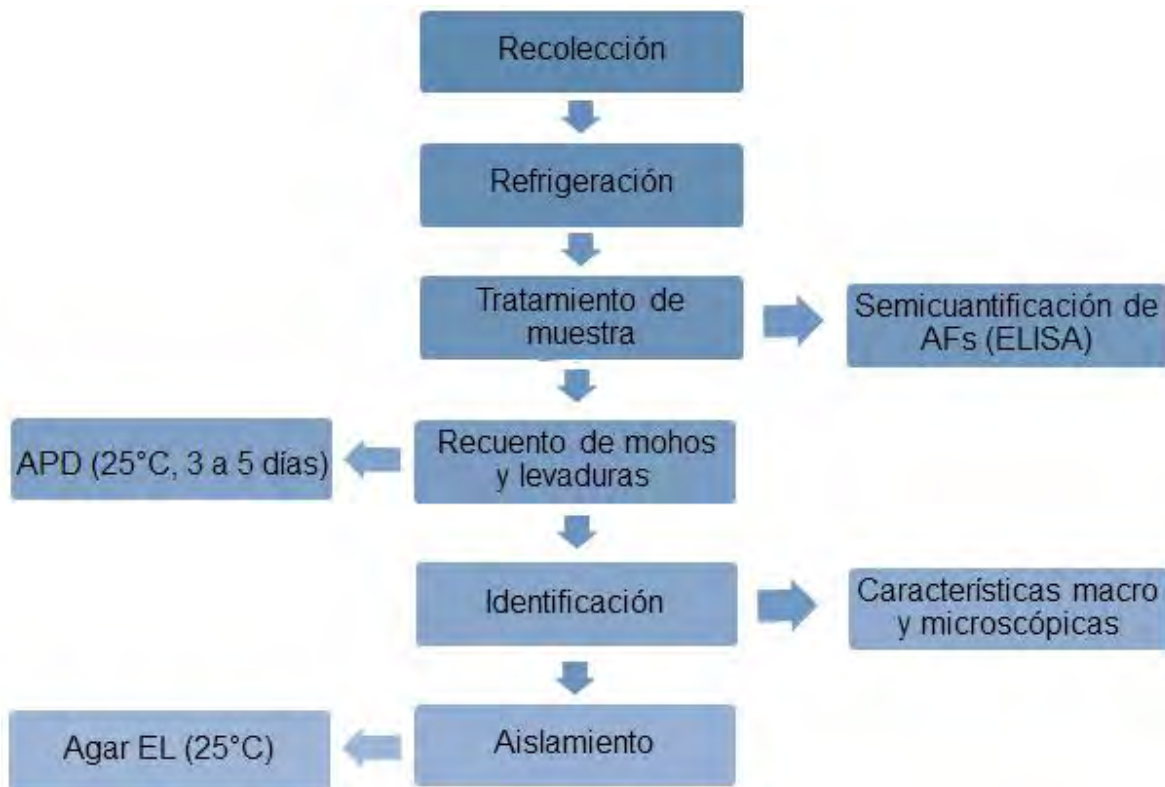 Recolección
Refrigeración
Tratamiento de
muestra
Semicuantificación de
AFs (ELISA)
APD (25°C, 3 a 5 días)
Recuento de mohos
y levaduras
Identificación
Características macro
y microscópicas
Agar EL (25°C)
Aislamiento